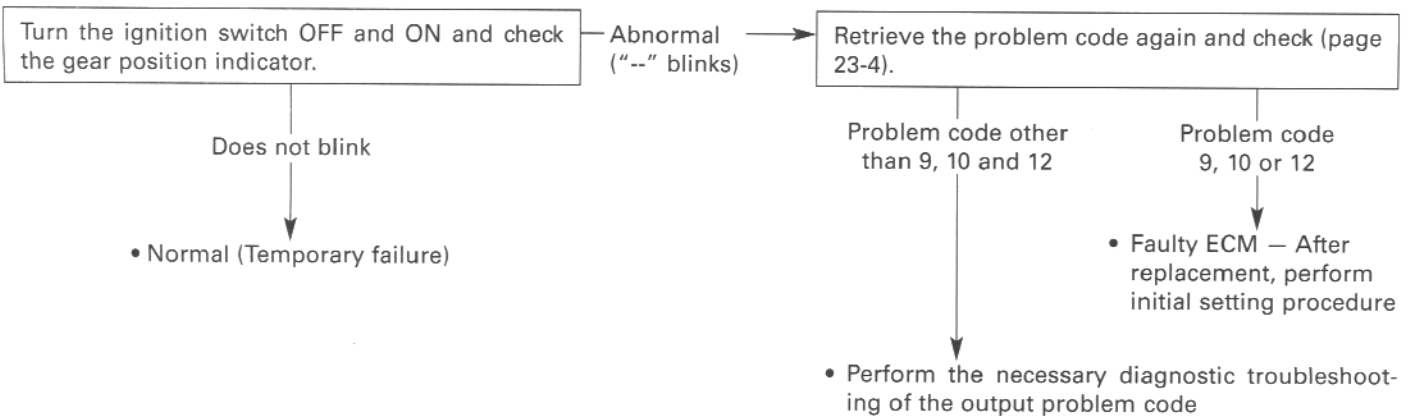 Turn the ignition switch OFF and ON and check
the gear position indicator.
Abnormal
("--" blinks)
Retrieve the problem code again and check (page
23-4).
Does not blink
• Normal (Temporary failure)
Problem code other
than 9, 10 and 12
Problem code
9, 10 or 12
• Faulty ECM — After
replacement, perform
initial setting procedure
• Perform the necessary diagnostic troubleshoot-
ing of the output problem code